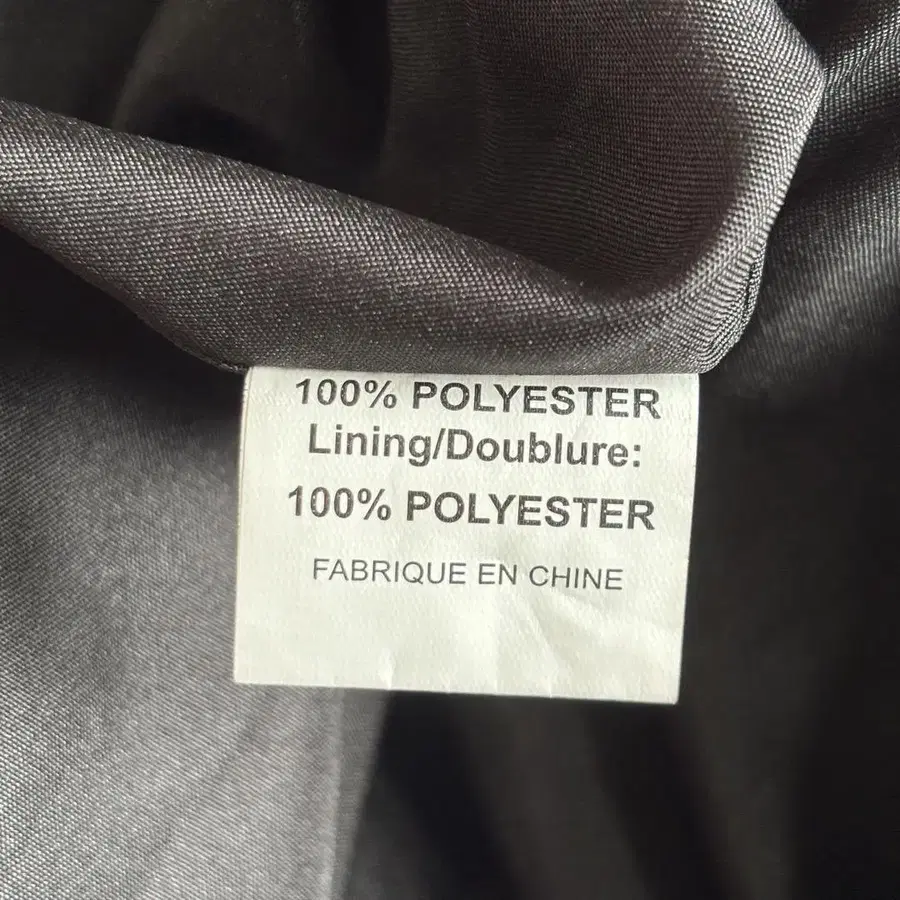 100% POLYESTER
Lining/Doublure:
100% POLYESTER
FABRIQUE EN CHINE